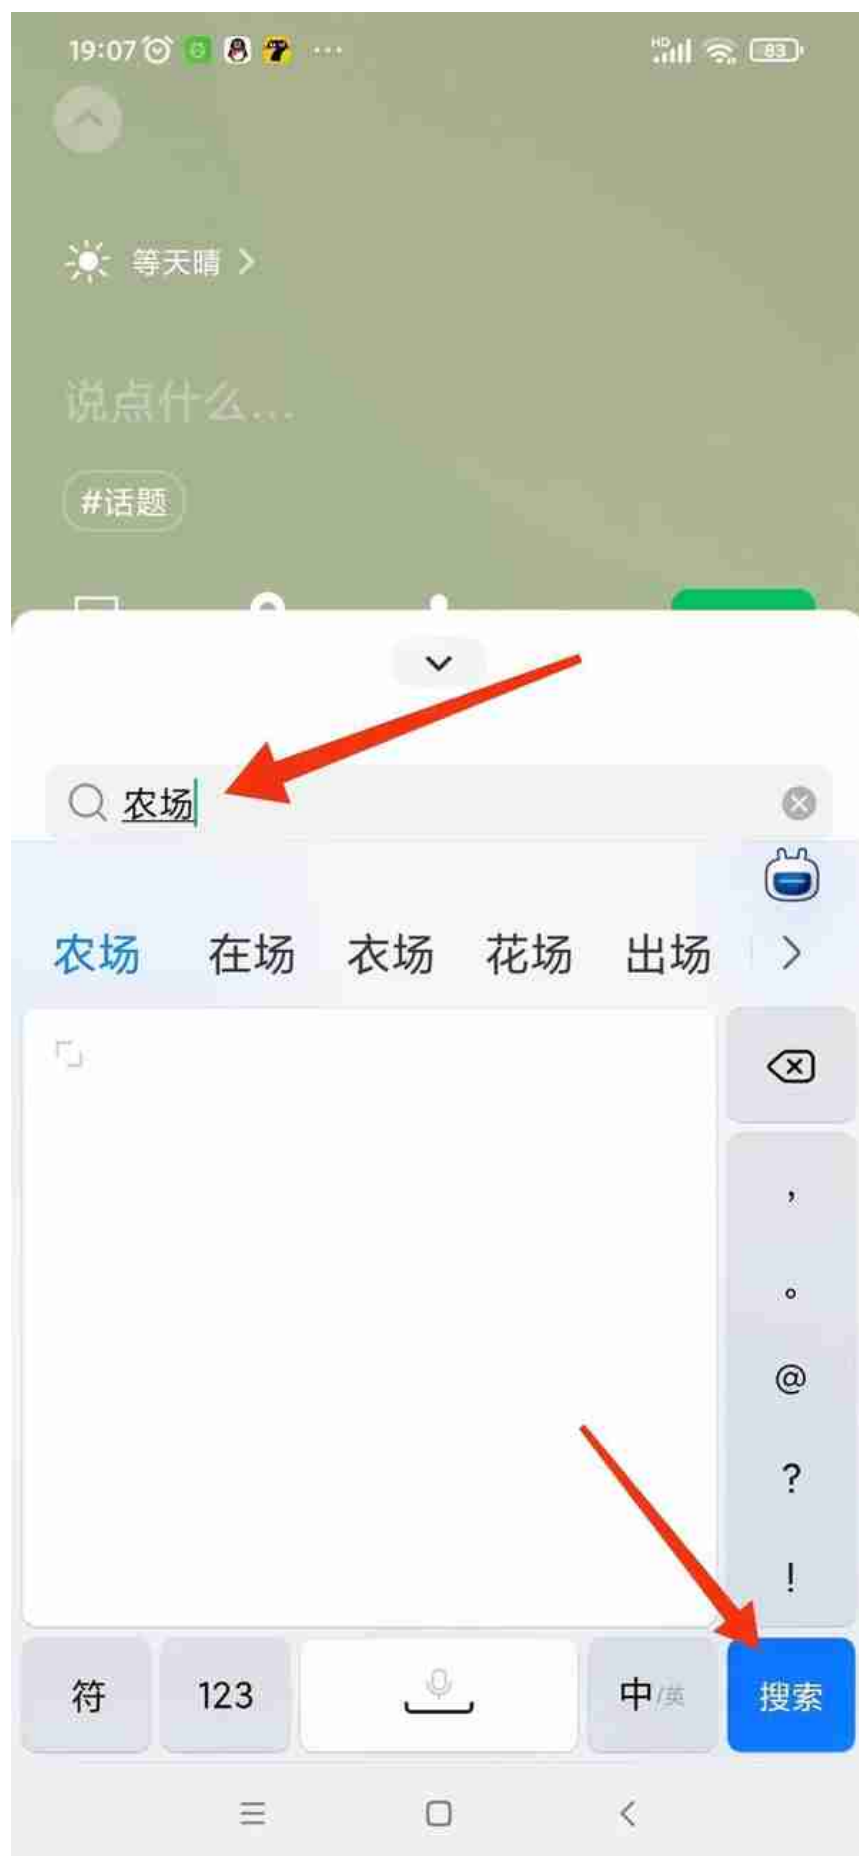 19:07
HD
83
等天晴
说点什么...
#话题
农场
农场 在场 衣场 花场 出场
，
。
@
?
!
符 123 中/英 搜索